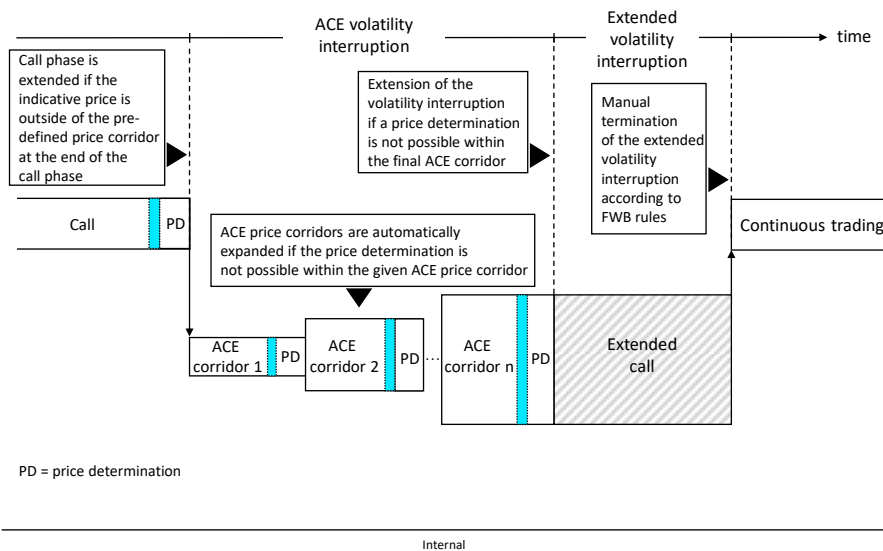 ACE volatility
interruption
Extended
volatility
interruption
time
Call phase is
extended if the
indicative price is
outside of the pre-
defined price corridor
at the end of the
call phase
Extension of the
volatility interruption
if a price determination
is not possible within
the final ACE corridor
Manual
termination
of the extended
volatility
interruption
according to
FWB rules
Call
PD
ACE price corridors are automatically
expanded if the price determination is
not possible within the given ACE price corridor
Continuous trading
ACE
corridor 1
PD
ACE
corridor 2
PD
...
ACE
corridor n
PD
Extended
call
PD = price determination
Internal